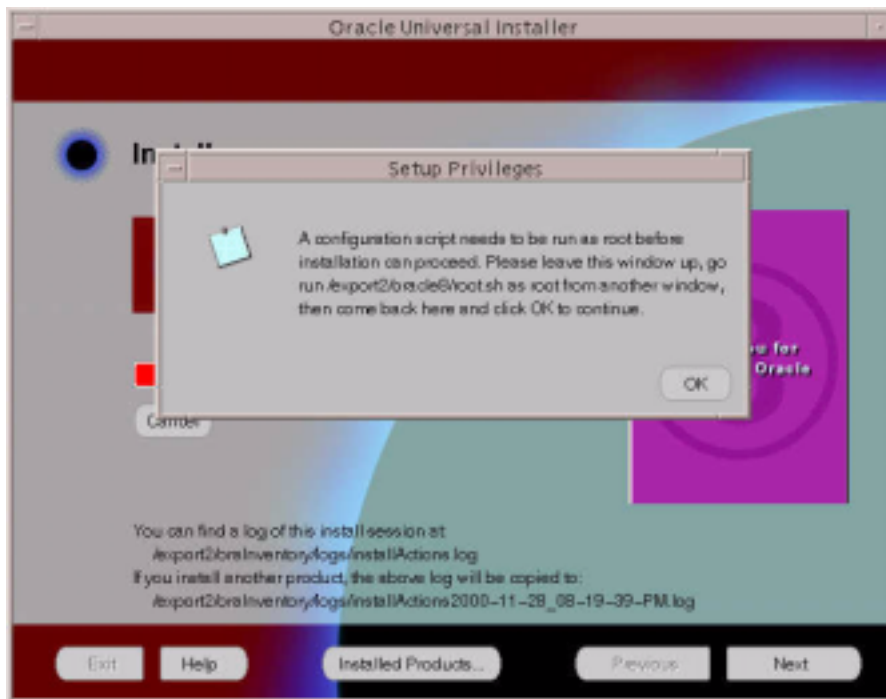 Oracle Universal Installer
Setup Privileges
A configuration script needs to be run as root before
installation can proceed. Please leave this window up, go
run /export2/oracle8/root.sh as root from another window,
then come back here and click OK to continue.
for
Oracle
OK
Cancel
You can find a log of this install session at:
/export2/oraInventory/logs/installActions.log
If you install another product, the above log will be copied to:
/export2/oraInventory/logs/installActions2000-11-28_08-19-39-PM.log
Exit
Help
Installed Products...
Previous
Next